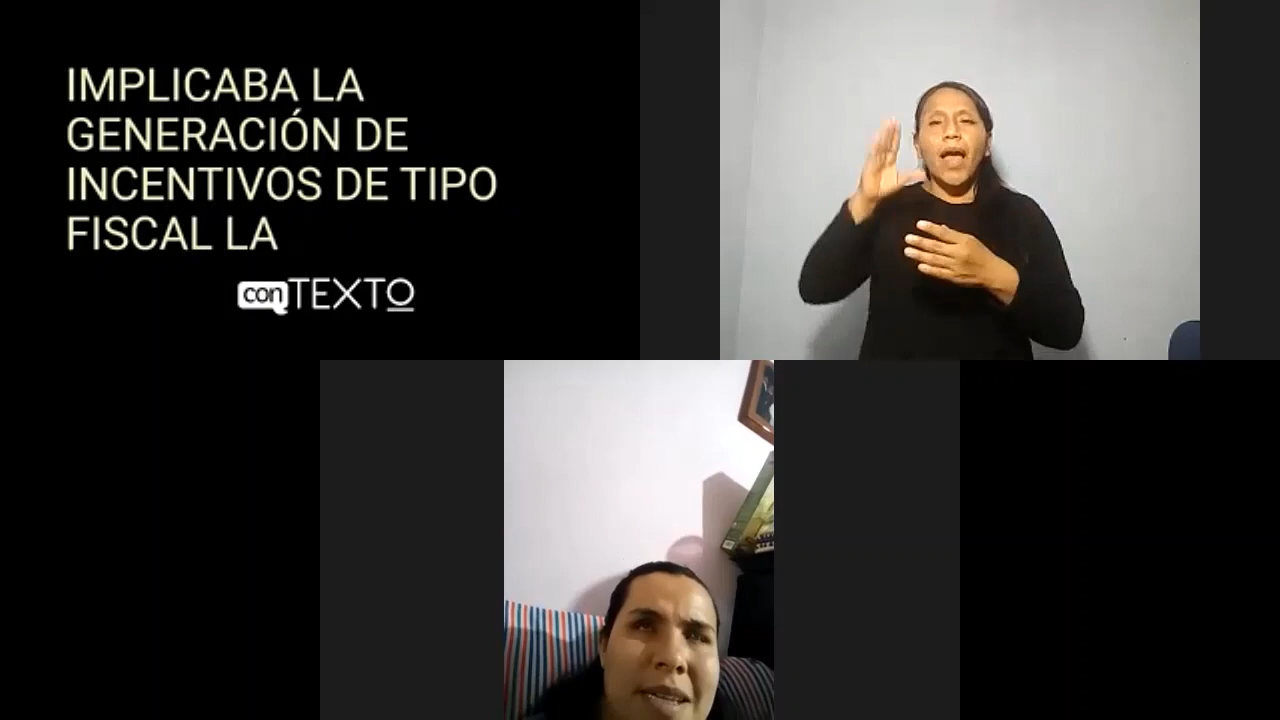 IMPLICABA LA
GENERACIÓN DE
INCENTIVOS DE TIPO
FISCAL LA
conTEXTO